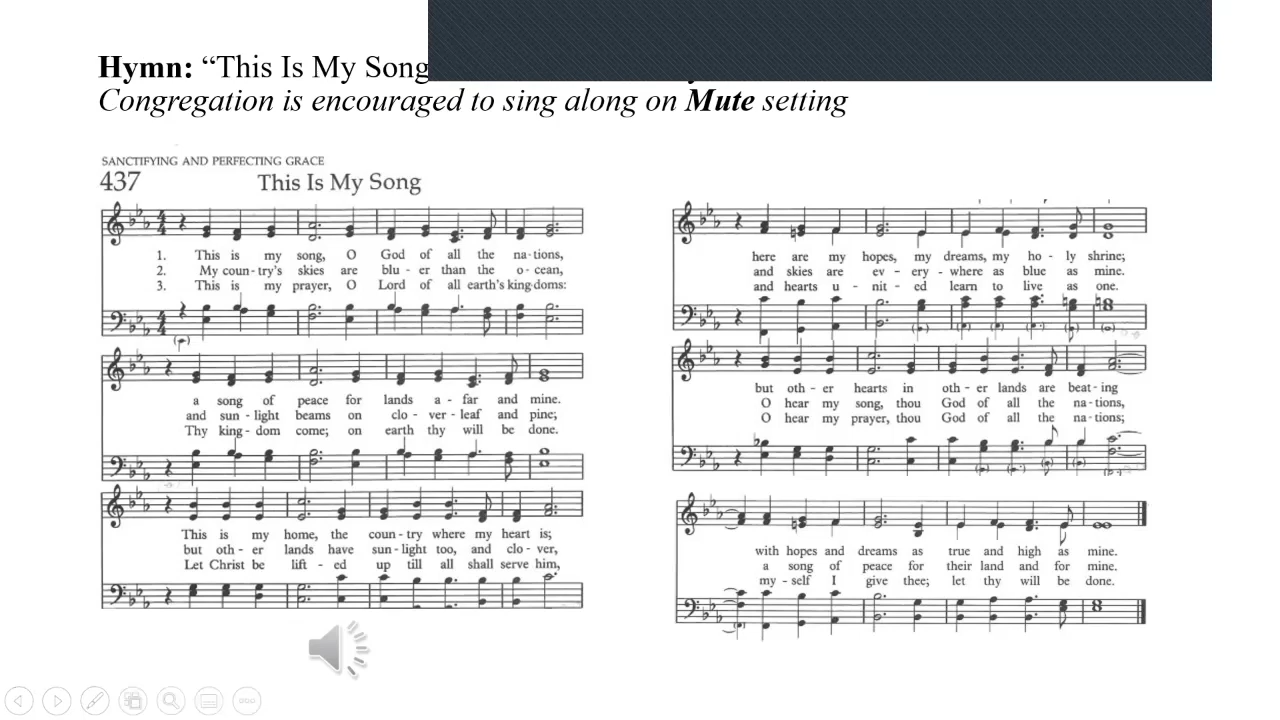 Hymn: “This Is My Song
Congregation is encouraged to sing along on Mute setting
SANCTIFYING AND PERFECTING GRACE
437 This Is My Song
1. This is my song, O God of all the na-tions,
2. My coun-try's skies are blu-er than the o-cean,
3. This is my prayer, O Lord of all earth's king-doms:
a song of peace for lands a-far and mine.
and sun-light beams on clo-ver-leaf and pine;
Thy king-dom come; on earth thy will be done.
This is my home, the coun-try where my heart is;
but oth-er lands have sun-light too, and clo-ver,
Let Christ be lift-ed up till all shall serve him,
here are my hopes, my dreams, my ho-ly shrine;
and skies are ev-ery-where as blue as mine.
and hearts u-nit-ed learn to live as one.
but oth-er hearts in oth-er lands are beat-ing
O hear my song, thou God of all the na-tions,
O hear my prayer, thou God of all the na-tions;
with hopes and dreams as true and high as mine.
a song of peace for their land and for mine.
my-self I give thee; let thy will be done.